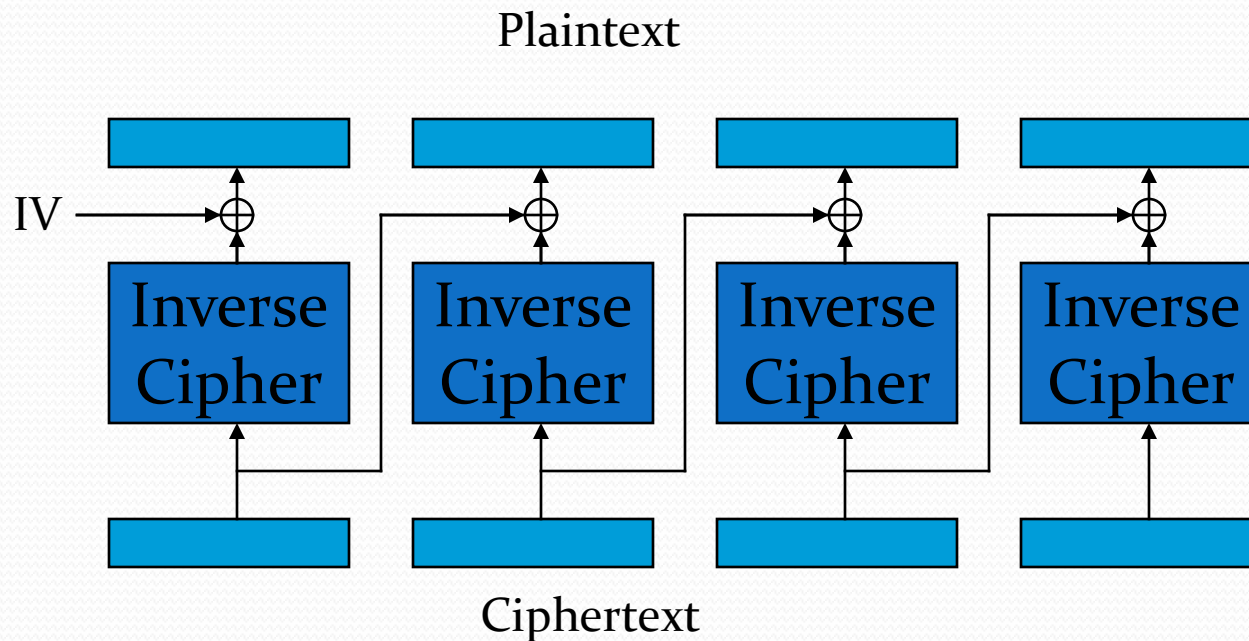 Plaintext
IV
Inverse
Cipher
Inverse
Cipher
Inverse
Cipher
Inverse
Cipher
Ciphertext